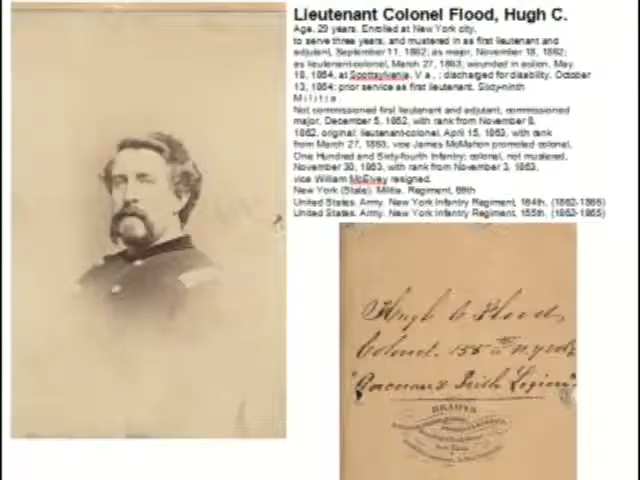 Lieutenant Colonel Flood, Hugh C.
Age, 29 years. Enrolled at New York city,
to serve three years, and mustered in as first lieutenant and
adjutant, September 11, 1862; as major, November 18, 1862;
as lieutenant-colonel, March 27, 1863; wounded in action, May
18, 1864, at Spottsylvania, V a . ; discharged for disability, October
13, 1864; prior service as first lieutenant, Sixty-ninth
M i l i t i a .
Not commissioned first lieutenant and adjutant; commissioned
major, December 5, 1862, with rank from November 8,
1862, original; lieutenant-colonel, April 15, 1863, with rank
from March 27, 1863, vice James McMahon promoted colonel,
One Hundred and Sixty-fourth Infantry; colonel, not mustered,
November 30, 1863, with rank from November 3, 1863,
vice William McEvey resigned.
New York (State). Militia. Regiment, 69th
United States. Army. New York Infantry Regiment, 164th. (1862-1865)
United States. Army. New York Infantry Regiment, 155th. (1862-1865)
Hugh C Flood,
Colonel. 155th N.Y. Vols
"Corcoran's Irish Legion"